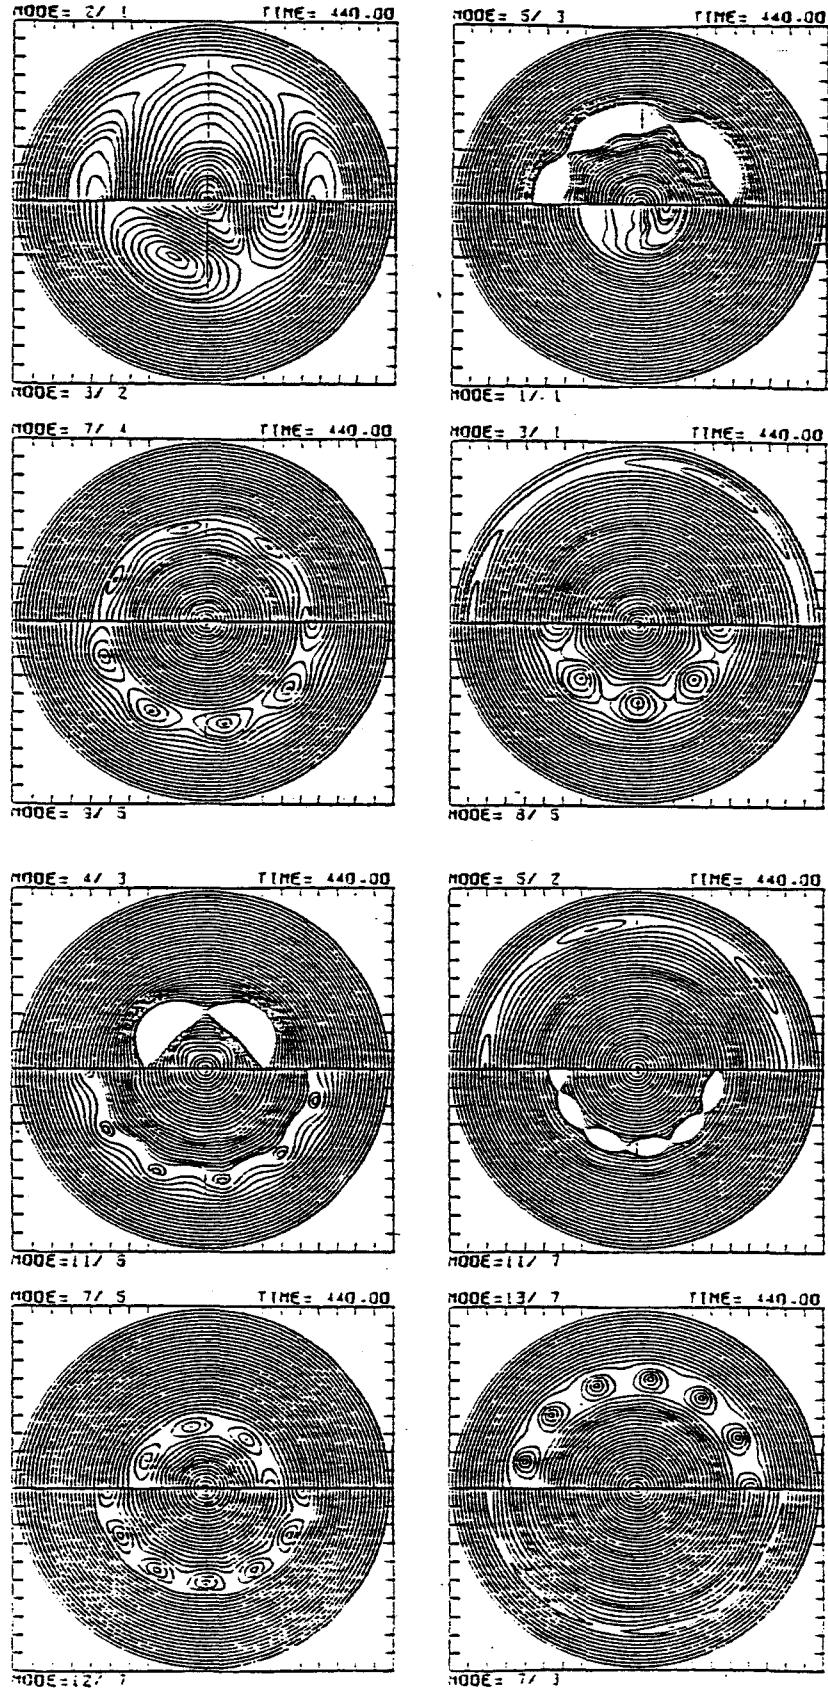 MODE= 2/ 1 TIME= 440.00
MODE= 5/ 3 TIME= 440.00
MODE= 3/ 2
MODE= 1/ 1
MODE= 7/ 4 TIME= 440.00
MODE= 3/ 1 TIME= 440.00
MODE= 9/ 5
MODE= 8/ 5
MODE= 4/ 3 TIME= 440.00
MODE= 5/ 2 TIME= 440.00
MODE=11/ 6
MODE=11/ 7
MODE= 7/ 5 TIME= 440.00
MODE=13/ 7 TIME= 440.00
MODE=12/ 7
MODE= 7/ 3